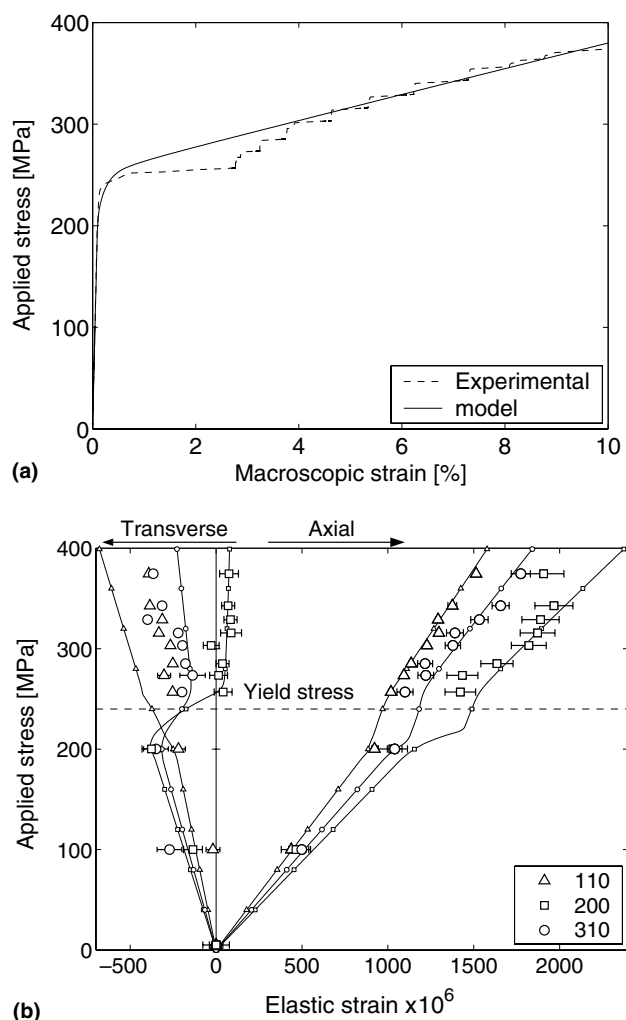 400
300
200
100
0
Applied stress [MPa]
Experimental
model
0 2 4 6 8 10
(a) Macroscopic strain [%]
Transverse Axial
400
300
200
100
0
Applied stress [MPa]
Yield stress
110
200
310
−500 0 500 1000 1500 2000
(b) Elastic strain x10^6